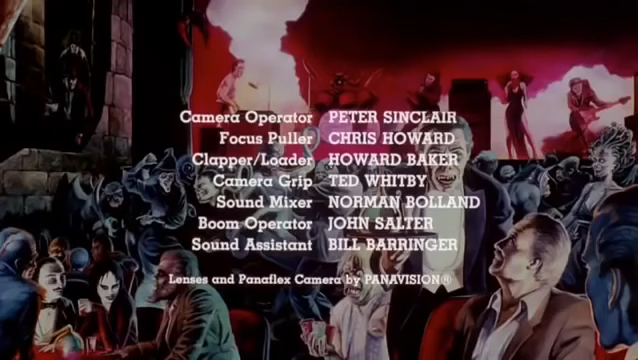 Camera Operator PETER SINCLAIR
Focus Puller CHRIS HOWARD
Clapper/Loader HOWARD BAKER
Camera Grip TED WHITBY
Sound Mixer NORMAN BOLLAND
Boom Operator JOHN SALTER
Sound Assistant BILL BARRINGER
Lenses and Panaflex Camera by PANAVISION®